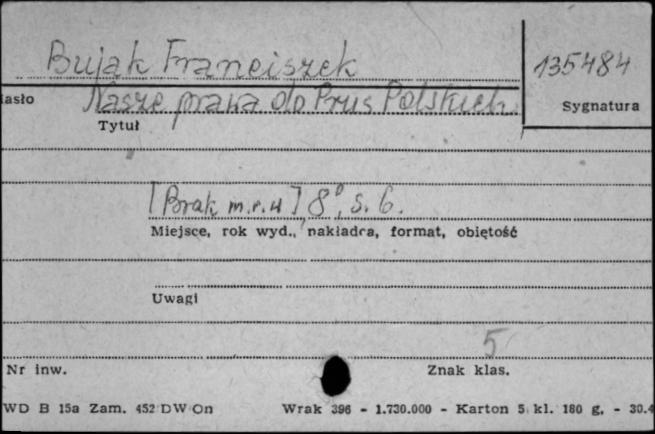 Bujak Franciszek
135484
iasło Nasze prawa do Prus Polskich.
Sygnatura
Tytuł
[Brak m.r.w], 8°, s. 6.
Miejsce, rok wyd., nakładca, format, objętość
Uwagi
5
Nr inw. Znak klas.
WD B 15a Zam. 452 DW On Wrak 396 - 1.730.000 - Karton 5 kl. 180 g. - 30.4